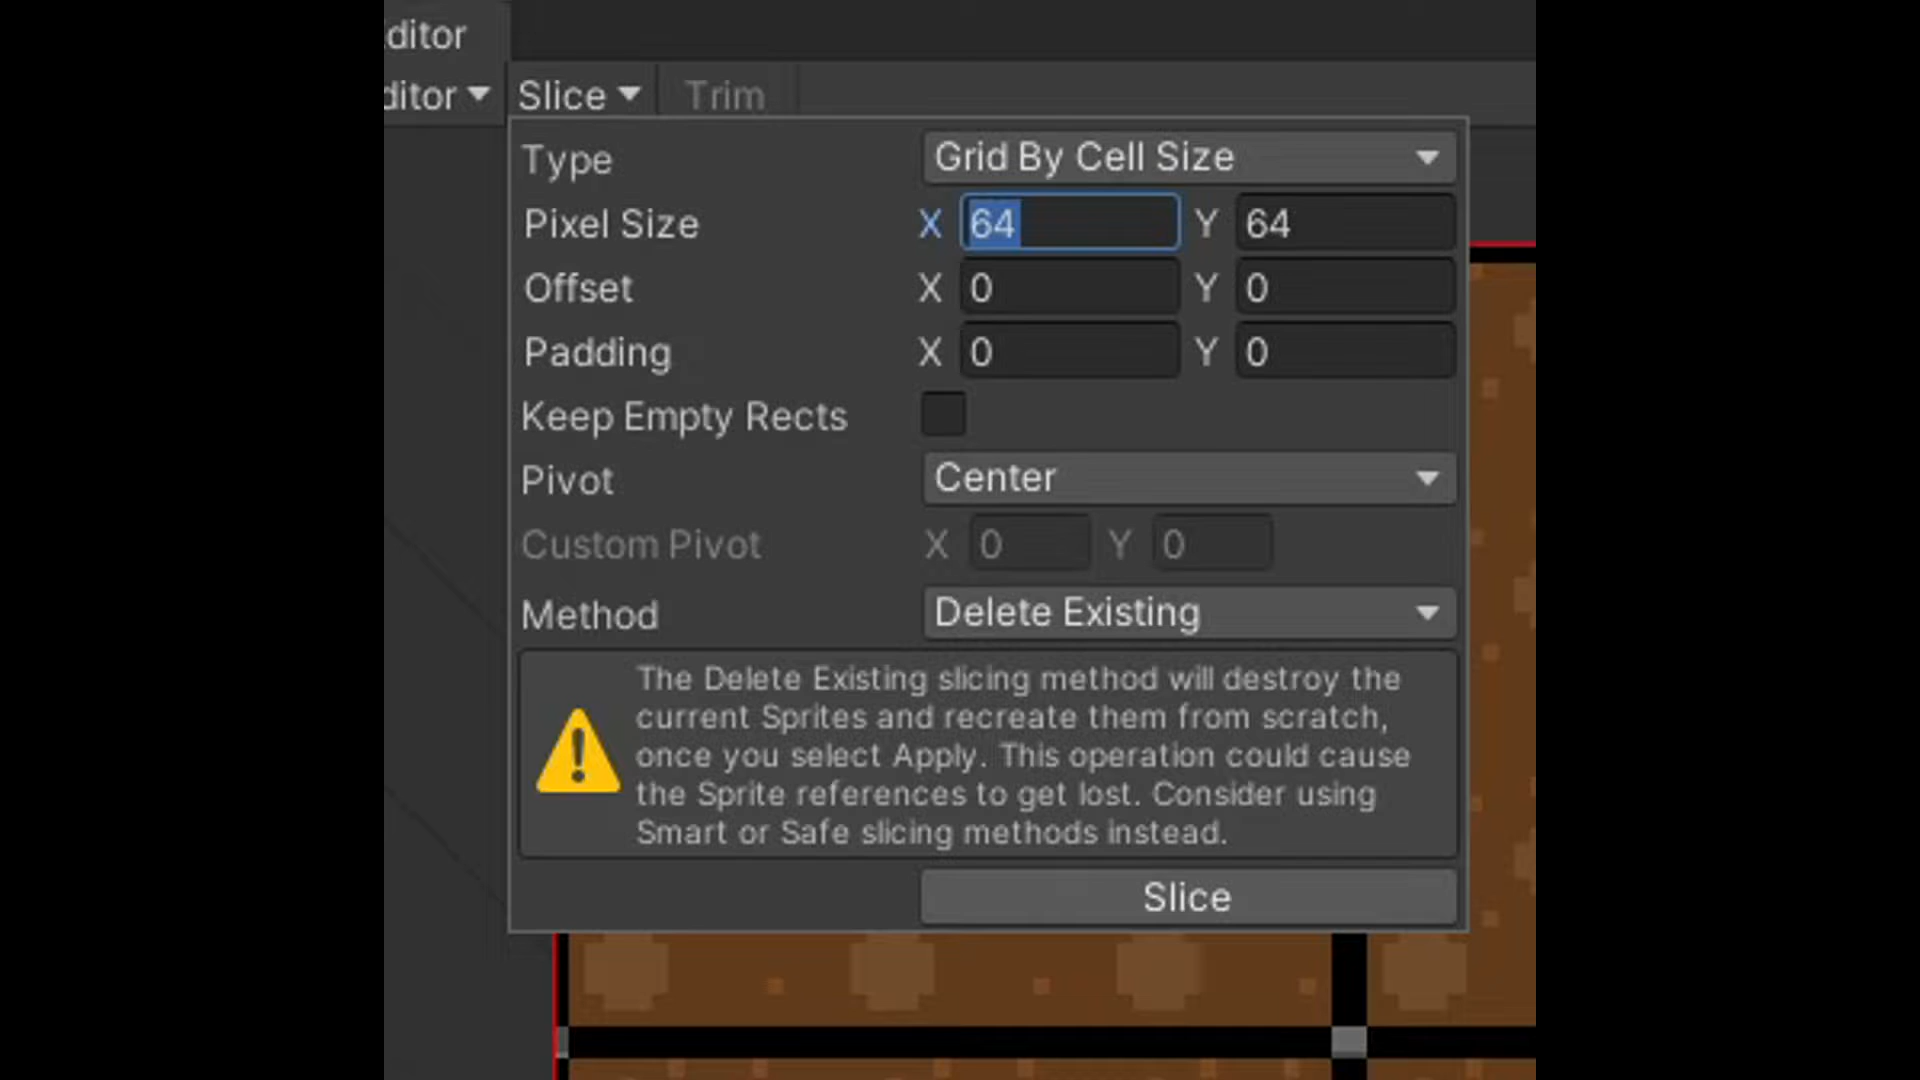 ditor
ditor Slice Trim
Type Grid By Cell Size
Pixel Size X 64 Y 64
Offset X 0 Y 0
Padding X 0 Y 0
Keep Empty Rects
Pivot Center
Custom Pivot X 0 Y 0
Method Delete Existing
The Delete Existing slicing method will destroy the
current Sprites and recreate them from scratch,
once you select Apply. This operation could cause
the Sprite references to get lost. Consider using
Smart or Safe slicing methods instead.
Slice